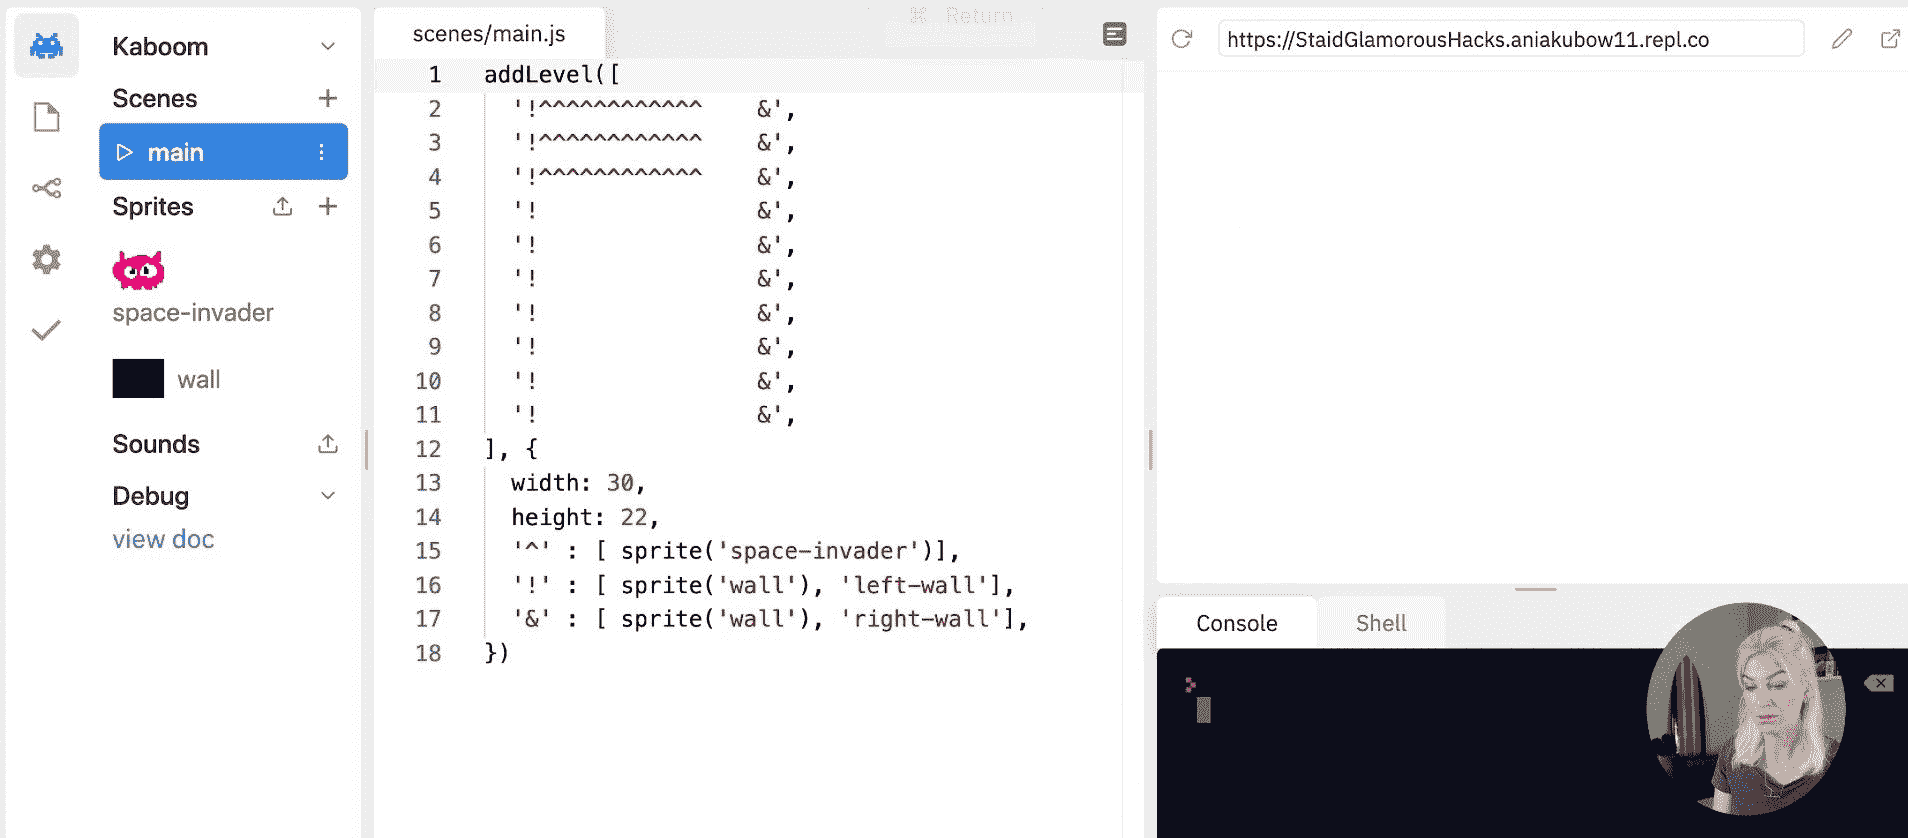 ⌘ Return
Kaboom
Scenes
main
Sprites
space-invader
wall
Sounds
Debug
view doc
scenes/main.js
1 addLevel([
2   '!^^^^^^^^^^^^    &',
3   '!^^^^^^^^^^^^    &',
4   '!^^^^^^^^^^^^    &',
5   '!                &',
6   '!                &',
7   '!                &',
8   '!                &',
9   '!                &',
10   '!                &',
11   '!                &',
12 ], {
13   width: 30,
14   height: 22,
15   '^' : [ sprite('space-invader')],
16   '!' : [ sprite('wall'), 'left-wall'],
17   '&' : [ sprite('wall'), 'right-wall'],
18 })
https://StaidGlamorousHacks.aniakubow11.repl.co
Console Shell